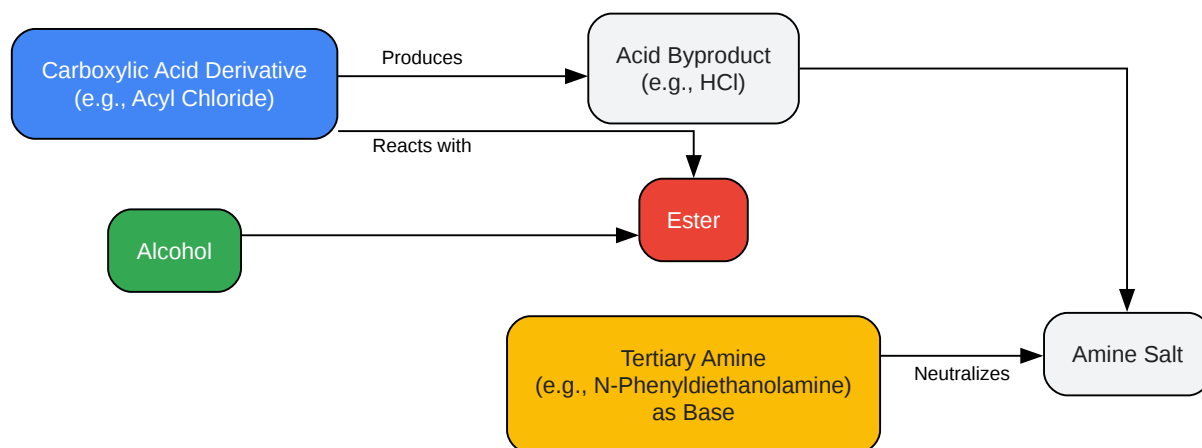 Carboxylic Acid Derivative
(e.g., Acyl Chloride)
Produces
Acid Byproduct
(e.g., HCl)
Reacts with
Ester
Alcohol
Tertiary Amine
(e.g., N-Phenyldiethanolamine)
as Base
Neutralizes
Amine Salt